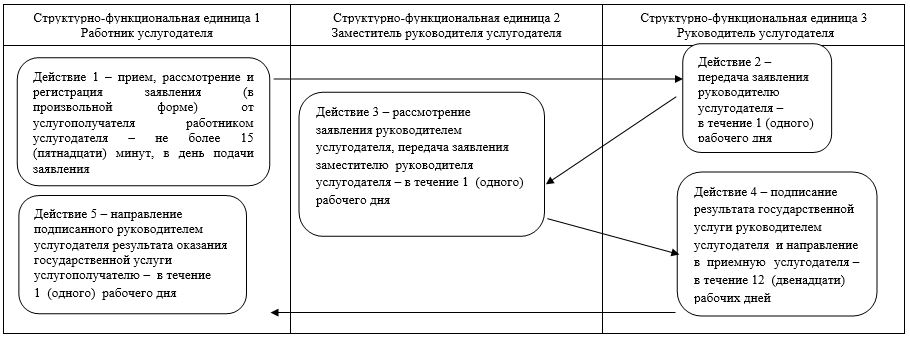 Структурно-функциональная единица 1
Работник услугодателя
Структурно-функциональная единица 2
Заместитель руководителя услугодателя
Структурно-функциональная единица 3
Руководитель услугодателя
Действие 1 – прием, рассмотрение и
регистрация заявления (в
произвольной форме) от
услугополучателя работником
услугодателя – не более 15
(пятнадцати) минут, в день подачи
заявления
Действие 2 –
передача заявления
руководителю
услугодателя –
в течение 1 (одного)
рабочего дня
Действие 3 – рассмотрение
заявления руководителем
услугодателя, передача заявления
заместителю руководителя
услугодателя – в течение 1 (одного)
рабочего дня
Действие 4 – подписание
результата государственной
услуги руководителем
услугодателя и направление
в приемную услугодателя –
в течение 12 (двенадцати)
рабочих дней
Действие 5 – направление
подписанного руководителем
услугодателя результата оказания
государственной услуги
услугополучателю – в течение
1 (одного) рабочего дня